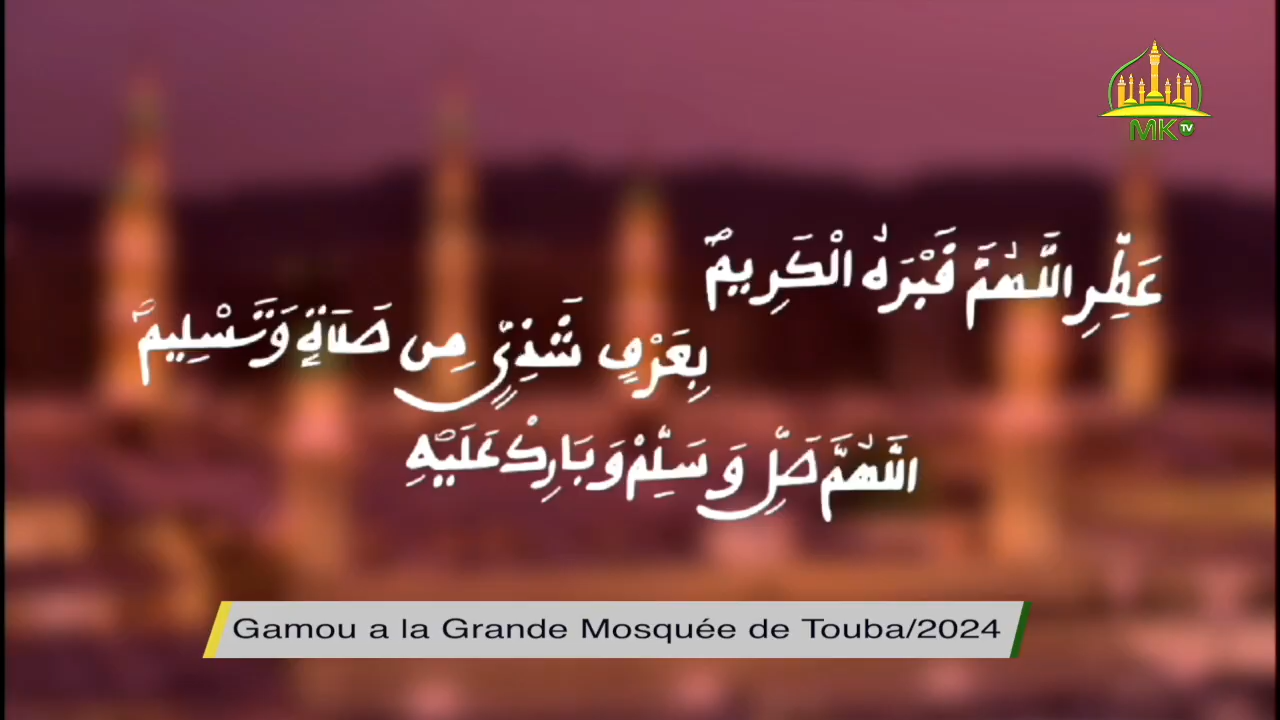 MK TV
عَطِّرِ اللَّهُمَّ قَبْرَهُ الْكَرِيمْ
بِعَرْفٍ شَذِيٍّ مِن صَلَاةٍ وَتَسْلِيمْ
اللَّهُمَّ صَلِّ وَسَلِّمْ وَبَارِكْ عَلَيْهِ
Gamou a la Grande Mosquée de Touba/2024